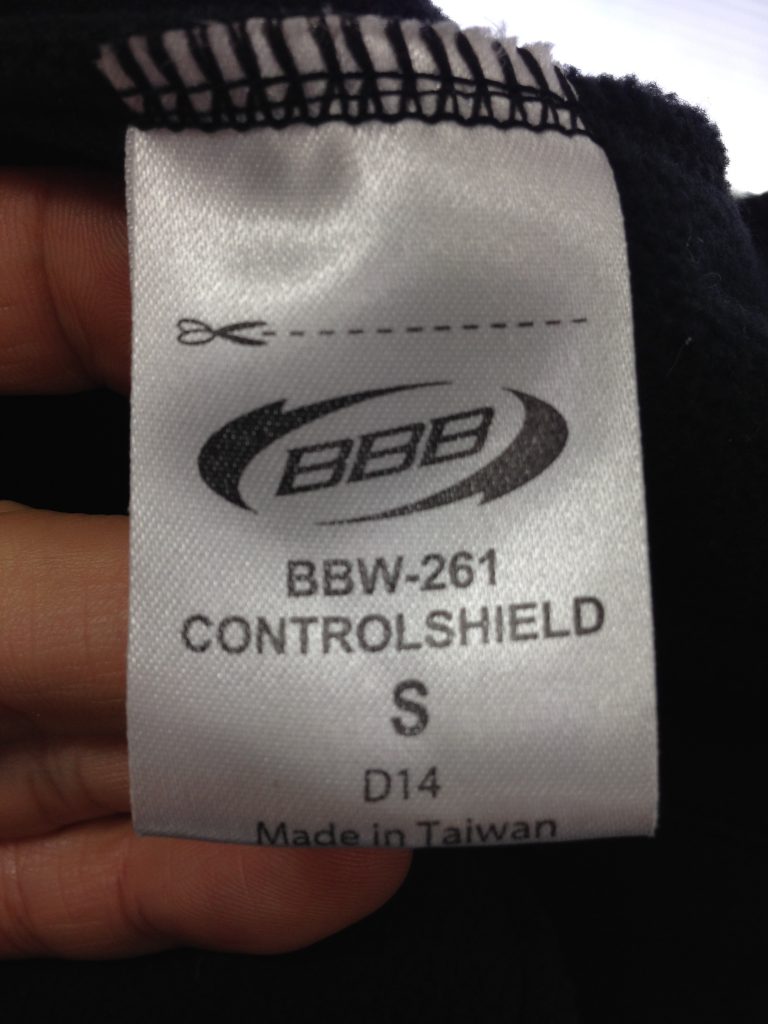 BBB
BBW-261
CONTROLSHIELD
S
D14
Made in Taiwan